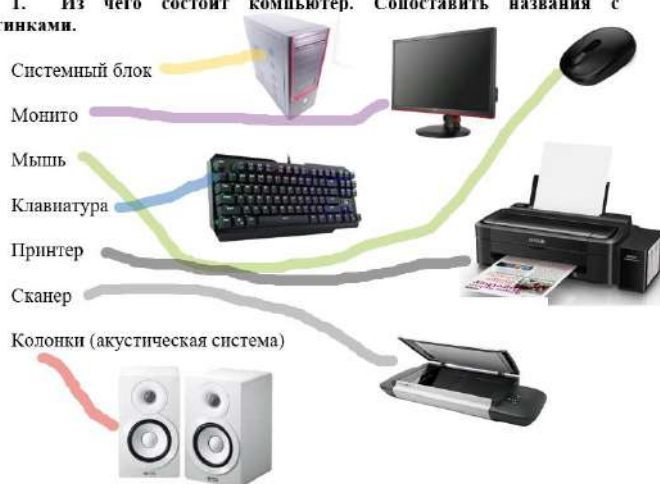 1. Из чего состоит компьютер. Сопоставить названия с
тинками.
Системный блок
Монито
Мышь
Клавиатура
Принтер
Сканер
Колонки (акустическая система)